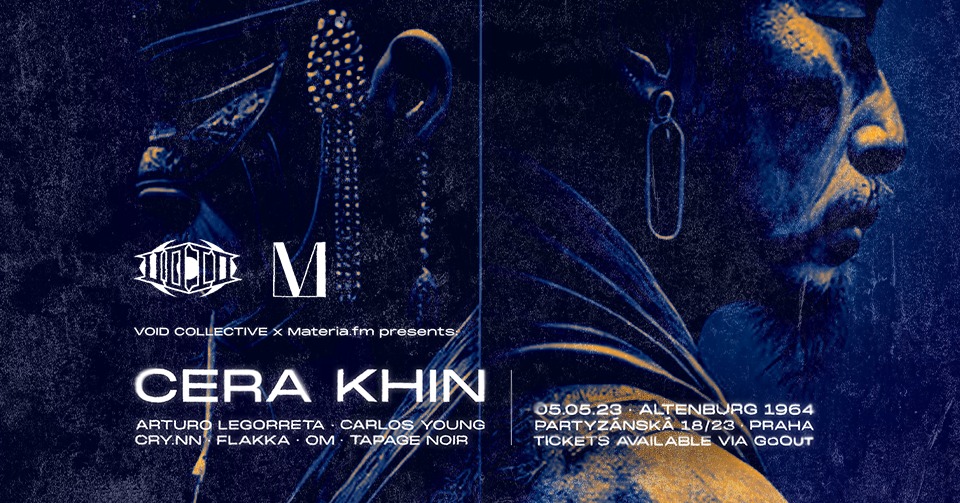 VOID
M
VOID COLLECTIVE x Materia.fm presents:
CERA KHIN
ARTURO LEGORRETA · CARLOS YOUNG
CRY.NN · FLAKKA · OM · TAPAGE NOIR
05.05.23 · ALTENBURG 1964
PARTYZÁNSKÁ 18/23 · PRAHA
TICKETS AVAILABLE VIA GoOUT